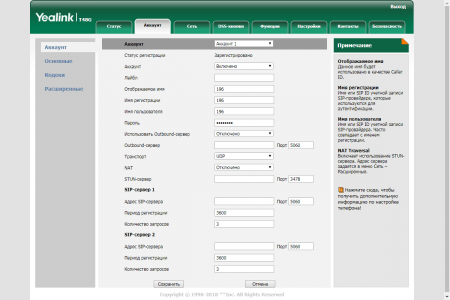 Выход
Yealink T48G
Статус Аккаунт Сеть DSS-кнопки Функции Настройки Контакты Безопасность
Аккаунт
Основные
Кодеки
Расширенные
Аккаунт Аккаунт 1
Статус регистрации Зарегистрировано
Аккаунт Включено
Лейбл
Отображаемое имя 196
Имя регистрации 196
Имя пользователя 196
Пароль ••••••••
Использовать Outbound-сервер Отключено
Outbound-сервер Порт 5060
Транспорт UDP
NAT Отключено
STUN-сервер Порт 3478
SIP-сервер 1
Адрес SIP-сервера Порт 5060
Период регистрации 3600
Количество запросов 3
SIP-сервер 2
Адрес SIP-сервера Порт 5060
Период регистрации 3600
Количество запросов 3
Сохранить Отмена
Примечание
Отображаемое имя
Данное имя будет
использовано в качестве Caller
ID.
Имя регистрации
Имя или SIP ID учетной записи
SIP-провайдера, которые
используются для
аутентификации.
Имя пользователя
Имя или SIP ID учетной записи
SIP-провайдера. Часто
совпадает с именем
регистрации.
NAT Traversal
Включает использование STUN-
сервера. Адрес сервера
задается в меню Сеть –
Расширенные.
Нажмите сюда, чтобы
получить дополнительную
информацию по настройке
телефона!
Copyright © 1998-2018 **Inc. All Rights Reserved